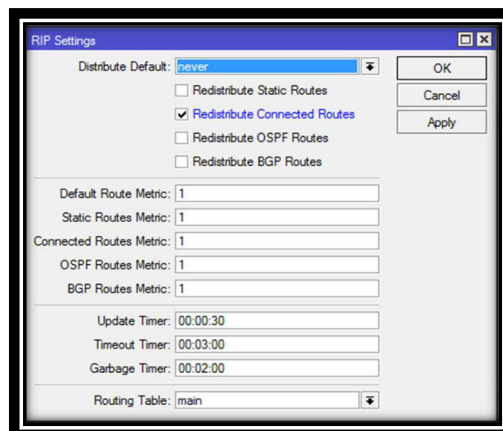 RIP Settings
Distribute Default: never
OK
Redistribute Static Routes
Cancel
Redistribute Connected Routes
Apply
Redistribute OSPF Routes
Redistribute BGP Routes
Default Route Metric: 1
Static Routes Metric: 1
Connected Routes Metric: 1
OSPF Routes Metric: 1
BGP Routes Metric: 1
Update Timer: 00:00:30
Timeout Timer: 00:03:00
Garbage Timer: 00:02:00
Routing Table: main